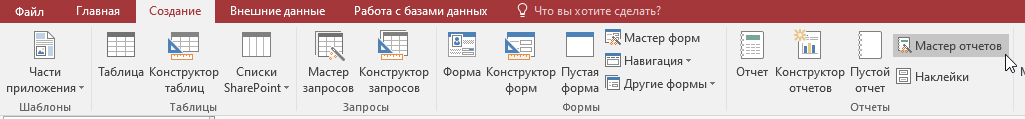 Файл Главная Создание Внешние данные Работа с базами данных Что вы хотите сделать?
Части приложения
Таблица
Конструктор таблиц
Списки SharePoint
Мастер запросов
Конструктор запросов
Форма
Конструктор форм
Пустая форма
Мастер форм
Навигация
Другие формы
Отчет
Конструктор отчетов
Пустой отчет
Мастер отчетов
Наклейки
Шаблоны Таблицы Запросы Формы Отчеты